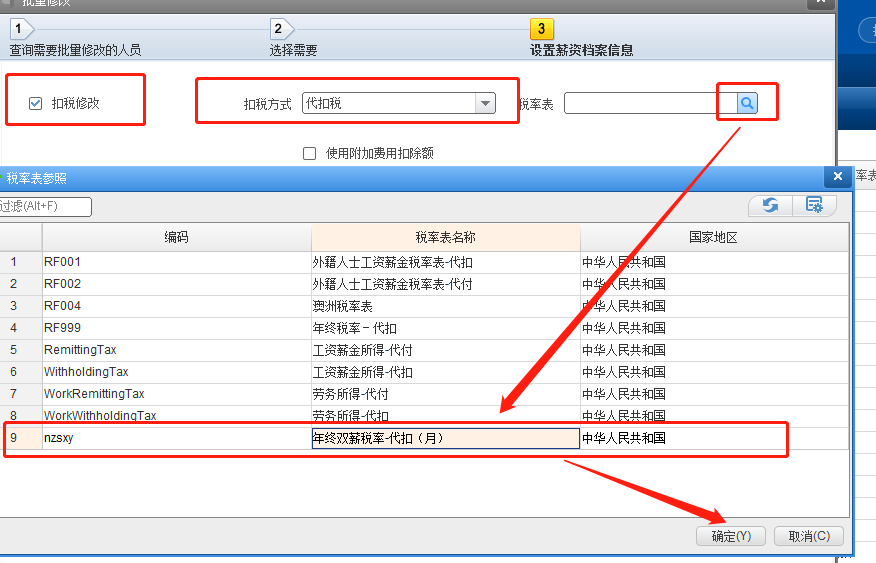 批量修改
1 2 3
查询需要批量修改的人员 选择需要 设置薪资档案信息
扣税修改 扣税方式 代扣税 税率表
使用附加费用扣除额
税率表参照
率表
过滤(Alt+F)
编码 税率表名称 国家地区
1 RF001 外籍人士工资薪金税率表-代扣 中华人民共和国
2 RF002 外籍人士工资薪金税率表-代付 中华人民共和国
3 RF004 澳洲税率表 中华人民共和国
4 RF999 年终税率－代扣 中华人民共和国
5 RemittingTax 工资薪金所得-代付 中华人民共和国
6 WithholdingTax 工资薪金所得-代扣 中华人民共和国
7 WorkRemittingTax 劳务所得-代付 中华人民共和国
8 WorkWithholdingTax 劳务所得-代扣 中华人民共和国
9 nzsxy 年终双薪税率-代扣（月） 中华人民共和国
确定(Y) 取消(C)